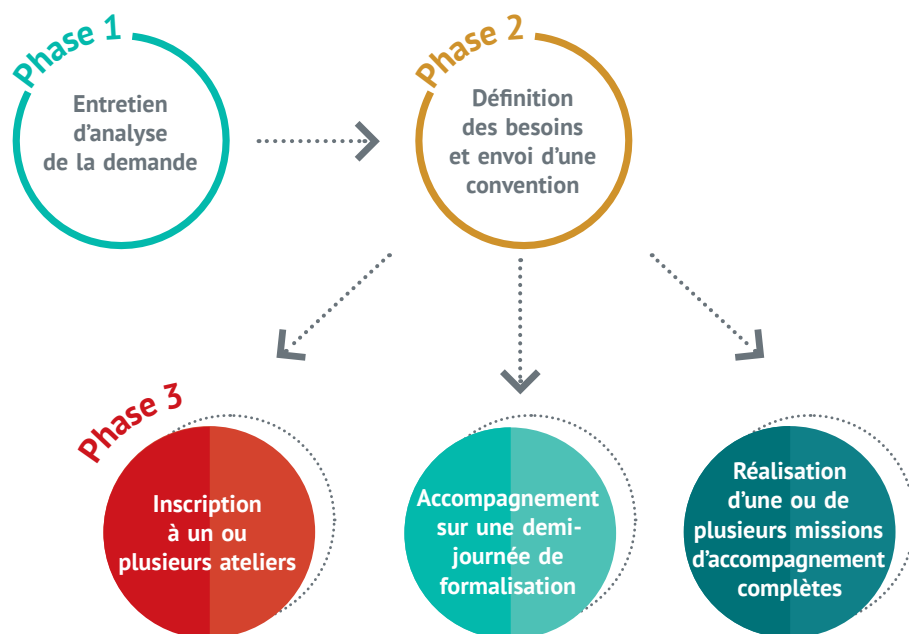 Phase 1
Entretien
d'analyse
de la demande
Phase 2
Définition
des besoins
et envoi d'une
convention
Phase 3
Inscription
à un ou
plusieurs ateliers
Accompagnement
sur une demi-
journée de
formalisation
Réalisation
d'une ou de
plusieurs missions
d'accompagnement
complètes